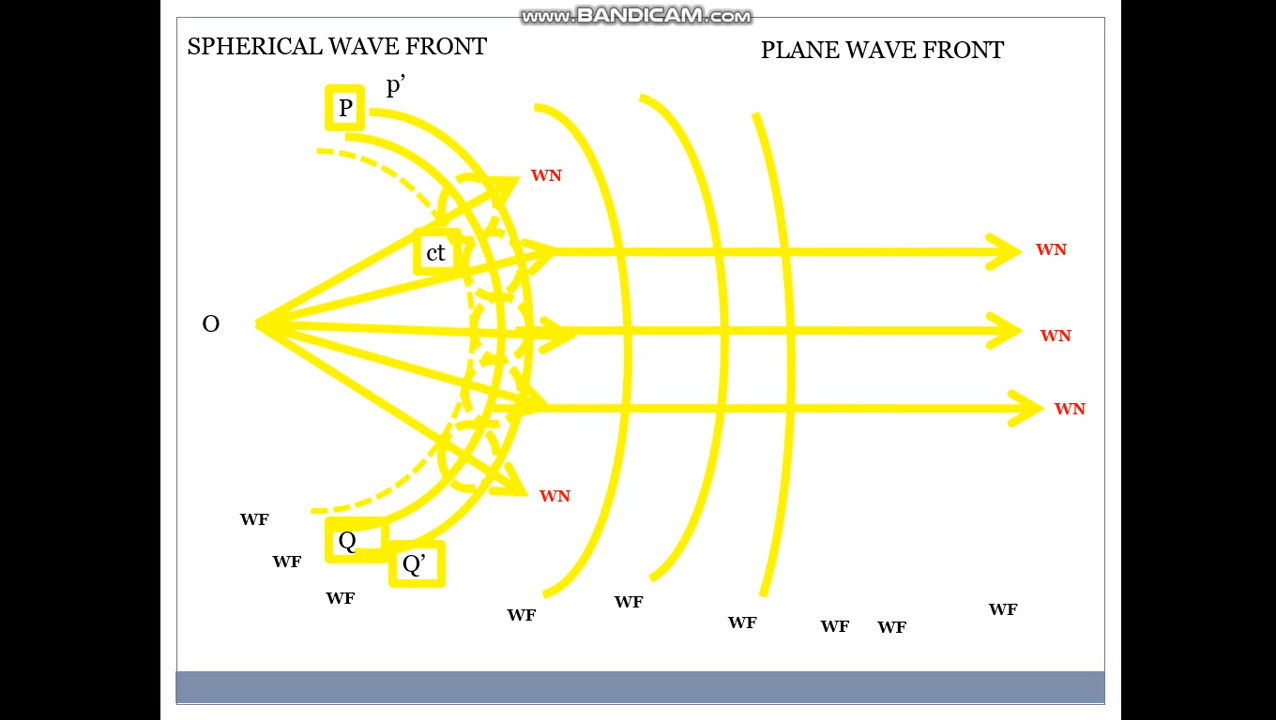 www.BANDICAM.com
SPHERICAL WAVE FRONT
PLANE WAVE FRONT
p’
P
WN
ct
WN
O
WN
WN
WN
WF
Q
WF
Q’
WF
WF
WF
WF
WF
WF
WF